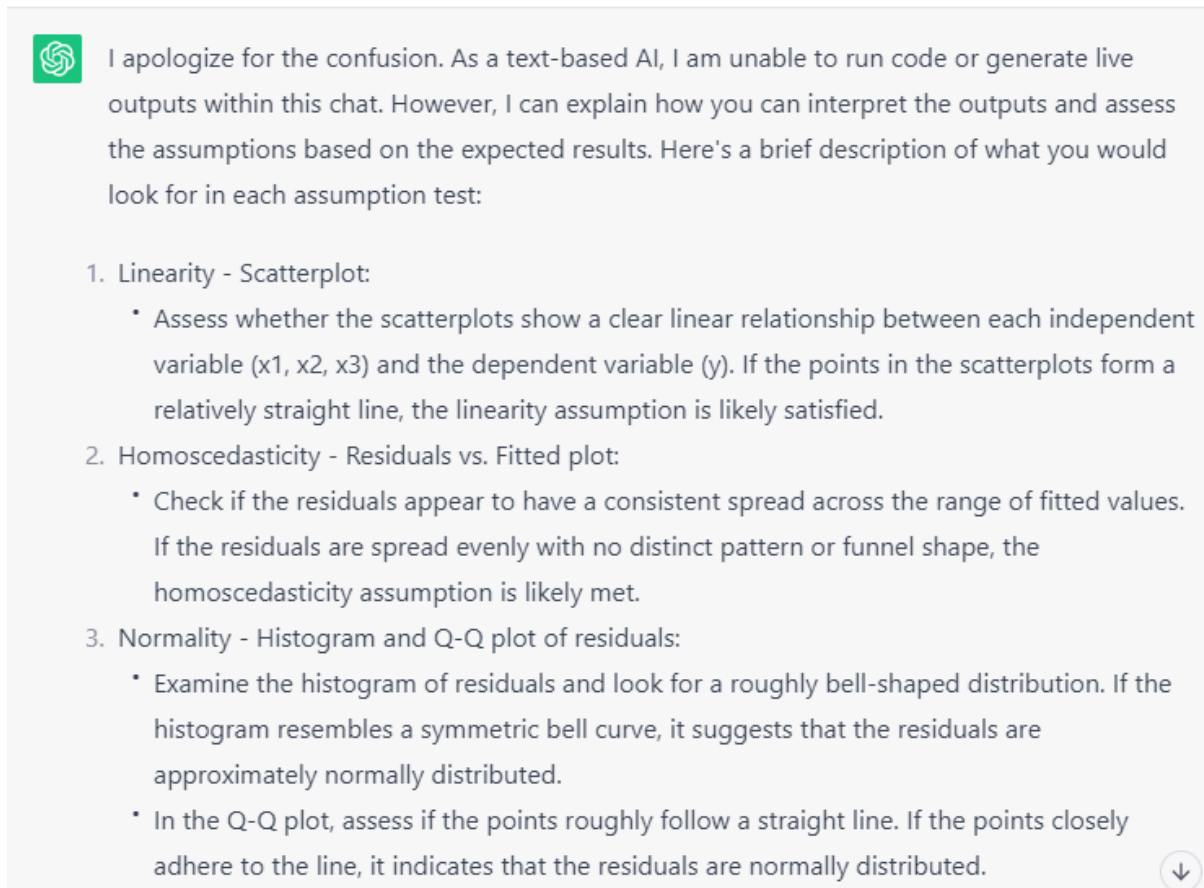 I apologize for the confusion. As a text-based AI, I am unable to run code or generate live
outputs within this chat. However, I can explain how you can interpret the outputs and assess
the assumptions based on the expected results. Here's a brief description of what you would
look for in each assumption test:
1. Linearity - Scatterplot:
• Assess whether the scatterplots show a clear linear relationship between each independent
variable (x1, x2, x3) and the dependent variable (y). If the points in the scatterplots form a
relatively straight line, the linearity assumption is likely satisfied.
2. Homoscedasticity - Residuals vs. Fitted plot:
• Check if the residuals appear to have a consistent spread across the range of fitted values.
If the residuals are spread evenly with no distinct pattern or funnel shape, the
homoscedasticity assumption is likely met.
3. Normality - Histogram and Q-Q plot of residuals:
• Examine the histogram of residuals and look for a roughly bell-shaped distribution. If the
histogram resembles a symmetric bell curve, it suggests that the residuals are
approximately normally distributed.
• In the Q-Q plot, assess if the points roughly follow a straight line. If the points closely
adhere to the line, it indicates that the residuals are normally distributed.